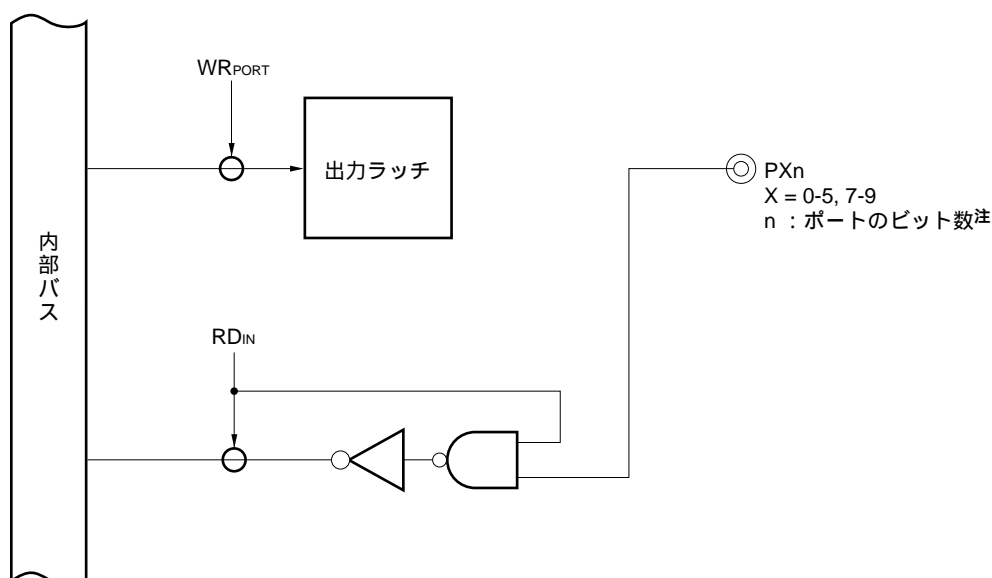 WRPORT
出力ラッチ
PXn
X = 0-5, 7-9
n ：ポートのビット数注
内部バス
RDIN